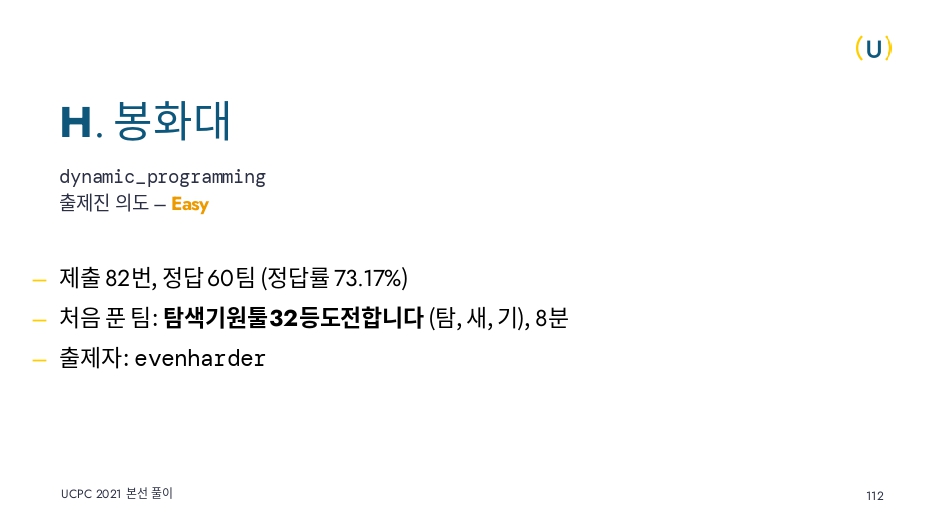 (U)
H. 봉화대
dynamic_programming
출제진 의도 – Easy
– 제출 82번, 정답 60팀 (정답률 73.17%)
– 처음 푼 팀: 탐색기원툴32등도전합니다 (탐, 새, 기), 8분
– 출제자: evenharder
UCPC 2021 본선 풀이
112